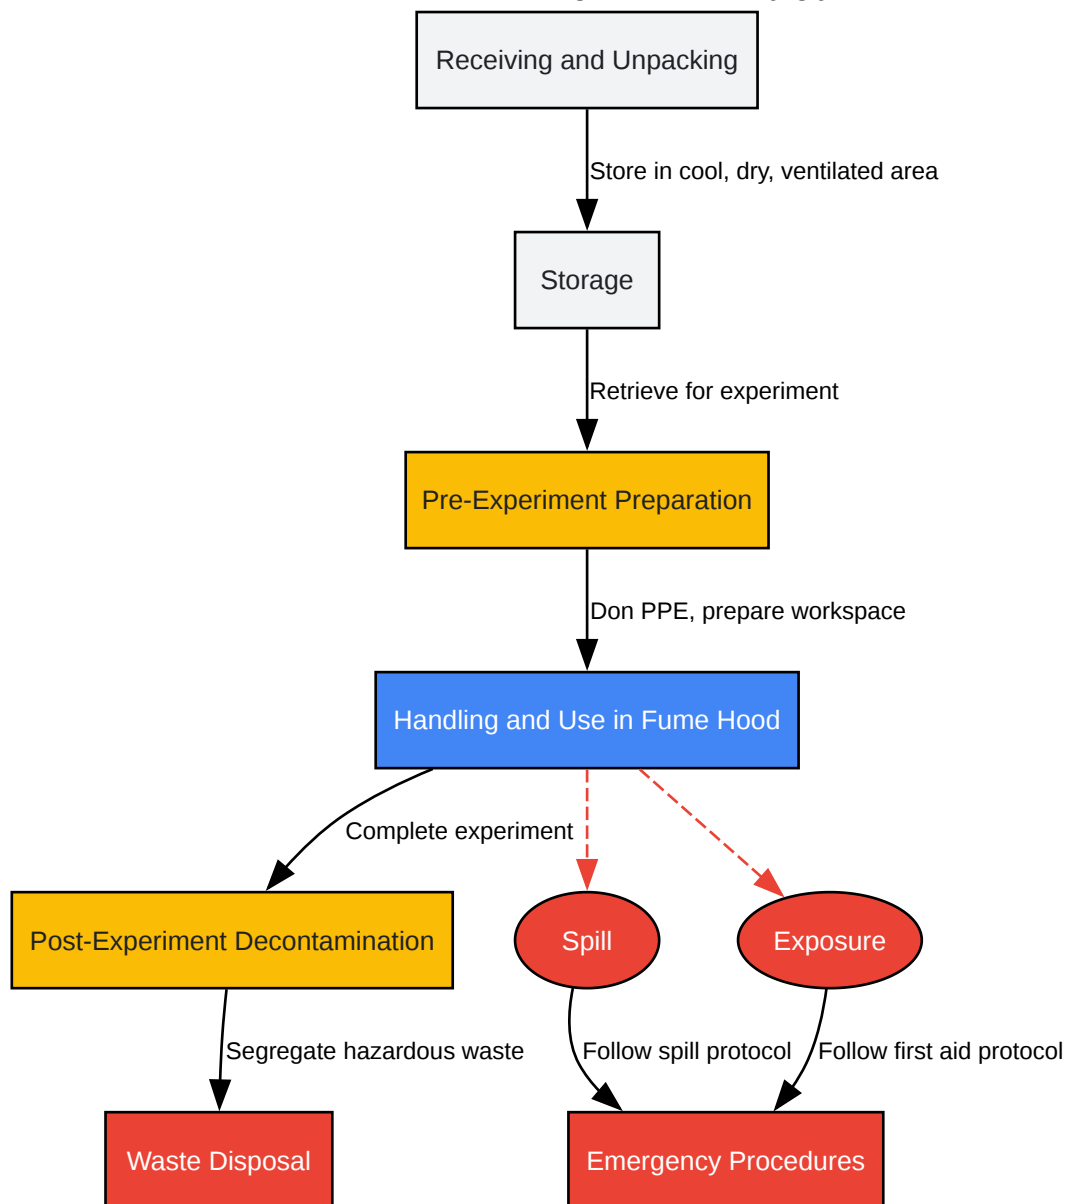 Receiving and Unpacking
Store in cool, dry, ventilated area
Storage
Retrieve for experiment
Pre-Experiment Preparation
Don PPE, prepare workspace
Handling and Use in Fume Hood
Complete experiment
Post-Experiment Decontamination
Spill
Exposure
Segregate hazardous waste
Follow spill protocol
Follow first aid protocol
Waste Disposal
Emergency Procedures